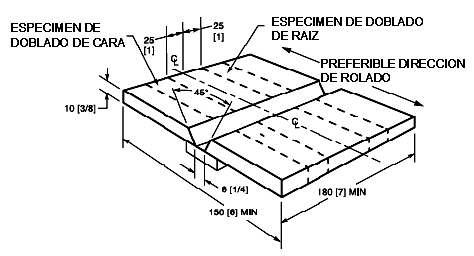 ESPECIMEN DE
DOBLADO DE CARA
25
[1]
25
[1]
ESPECIMEN DE DOBLADO
DE RAIZ
PREFERIBLE DIRECCION
DE ROLADO
℄
45°
10 [3/8]
℄
6 [1/4]
150 [6] MIN
180 [7] MIN